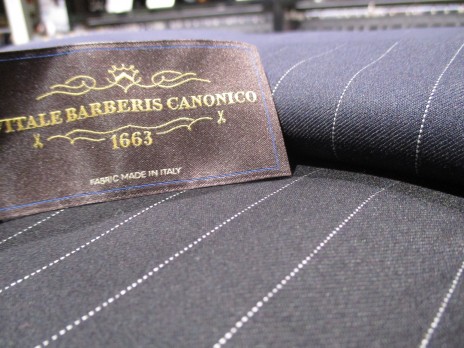 VITALE BARBERIS CANONICO
1663
FABRIC MADE IN ITALY